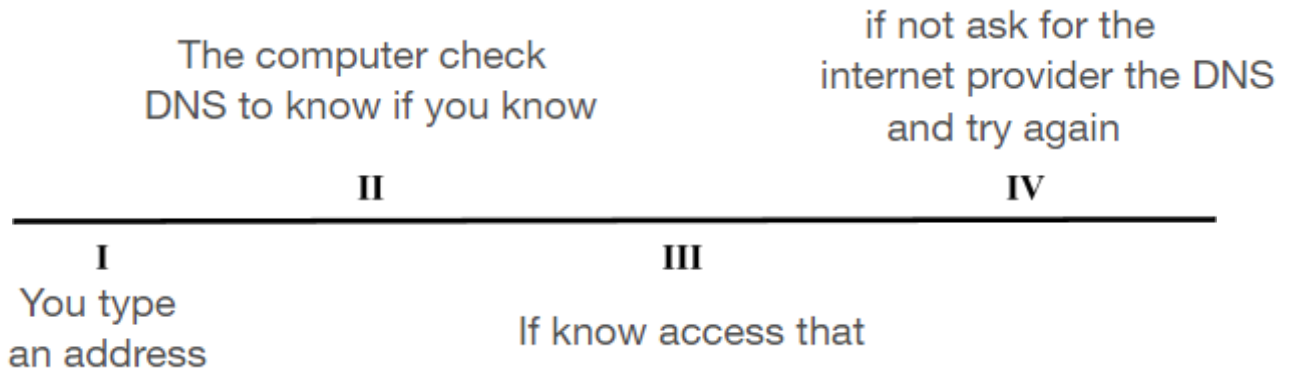 The computer check
DNS to know if you know
if not ask for the
internet provider the DNS
and try again
II
IV
I
III
You type
an address
If know access that